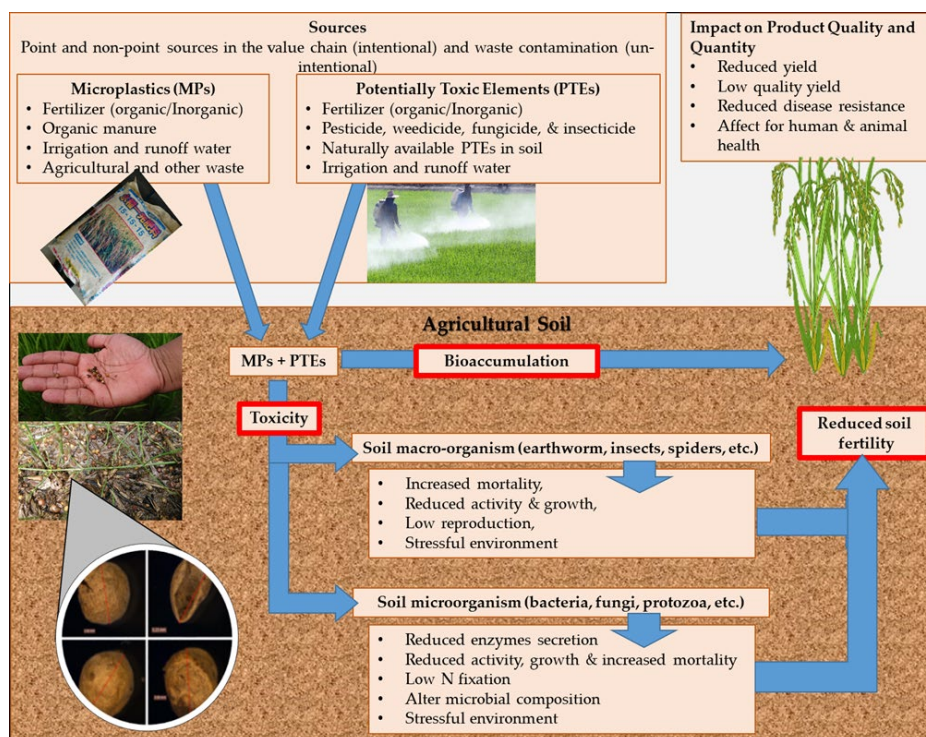 Sources
Point and non-point sources in the value chain (intentional) and waste contamination (un-
intentional)
Microplastics (MPs)
• Fertilizer (organic/Inorganic)
• Organic manure
• Irrigation and runoff water
• Agricultural and other waste
Potentially Toxic Elements (PTEs)
• Fertilizer (organic/Inorganic)
• Pesticide, weedicide, fungicide, & insecticide
• Naturally available PTEs in soil
• Irrigation and runoff water
Impact on Product Quality and
Quantity
• Reduced yield
• Low quality yield
• Reduced disease resistance
• Affect for human & animal
health
15-15-15
Agricultural Soil
MPs + PTEs
Bioaccumulation
Toxicity
Reduced soil
fertility
Soil macro-organism (earthworm, insects, spiders, etc.)
• Increased mortality,
• Reduced activity & growth,
• Low reproduction,
• Stressful environment
Soil microorganism (bacteria, fungi, protozoa, etc.)
• Reduced enzymes secretion
• Reduced activity, growth & increased mortality
• Low N fixation
• Alter microbial composition
• Stressful environment